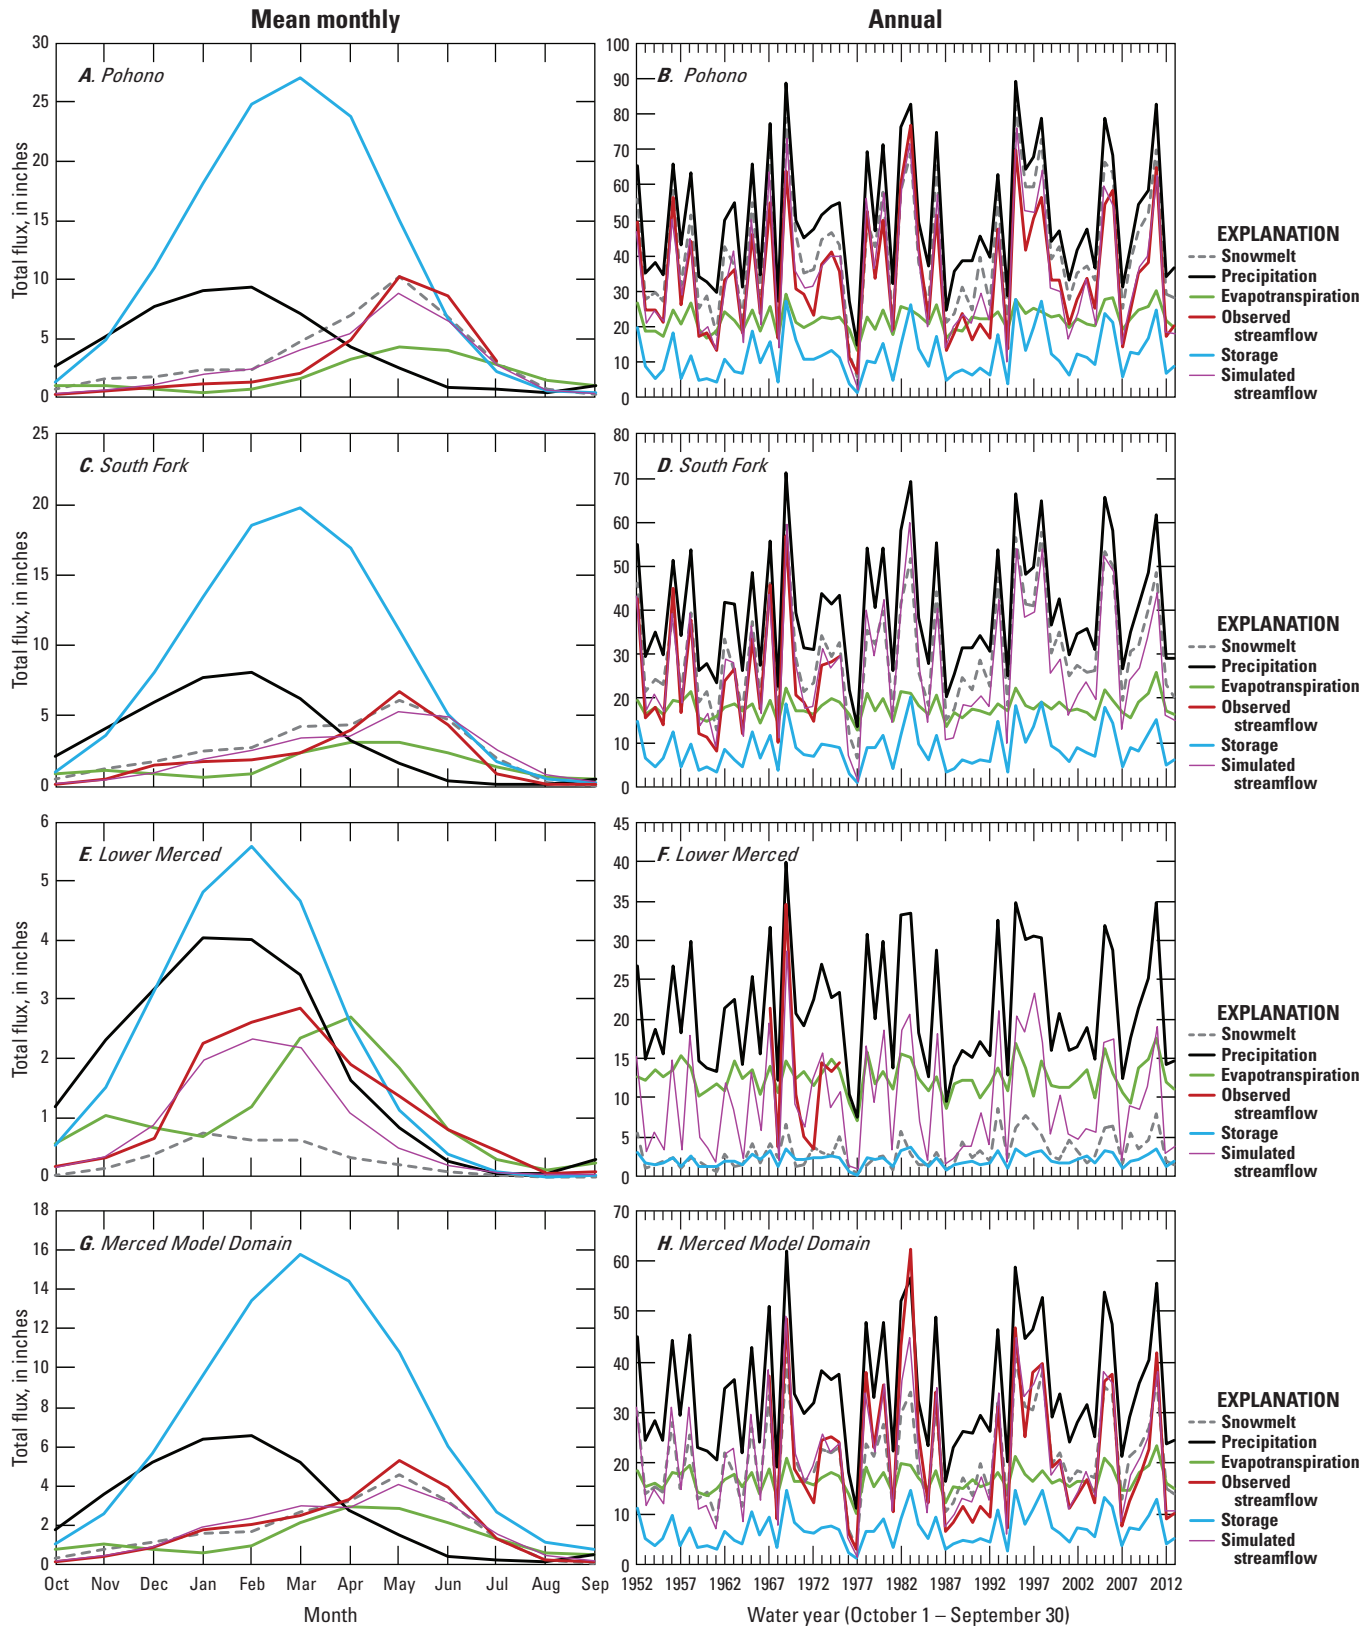 Mean monthly
Annual
A. Pohono
30
25
20
15
10
5
0
Total flux, in inches
B. Pohono
100
90
80
70
60
50
40
30
20
10
0
EXPLANATION
Snowmelt
Precipitation
Evapotranspiration
Observed
streamflow
Storage
Simulated
streamflow
C. South Fork
25
20
15
10
5
0
Total flux, in inches
D. South Fork
80
70
60
50
40
30
20
10
0
EXPLANATION
Snowmelt
Precipitation
Evapotranspiration
Observed
streamflow
Storage
Simulated
streamflow
E. Lower Merced
6
5
4
3
2
1
0
Total flux, in inches
F. Lower Merced
45
40
35
30
25
20
15
10
5
0
EXPLANATION
Snowmelt
Precipitation
Evapotranspiration
Observed
streamflow
Storage
Simulated
streamflow
G. Merced Model Domain
18
16
14
12
10
8
6
4
2
0
Total flux, in inches
Oct Nov Dec Jan Feb Mar Apr May Jun Jul Aug Sep
Month
H. Merced Model Domain
70
60
50
40
30
20
10
0
1952 1957 1962 1967 1972 1977 1982 1987 1992 1997 2002 2007 2012
Water year (October 1 – September 30)
EXPLANATION
Snowmelt
Precipitation
Evapotranspiration
Observed
streamflow
Storage
Simulated
streamflow